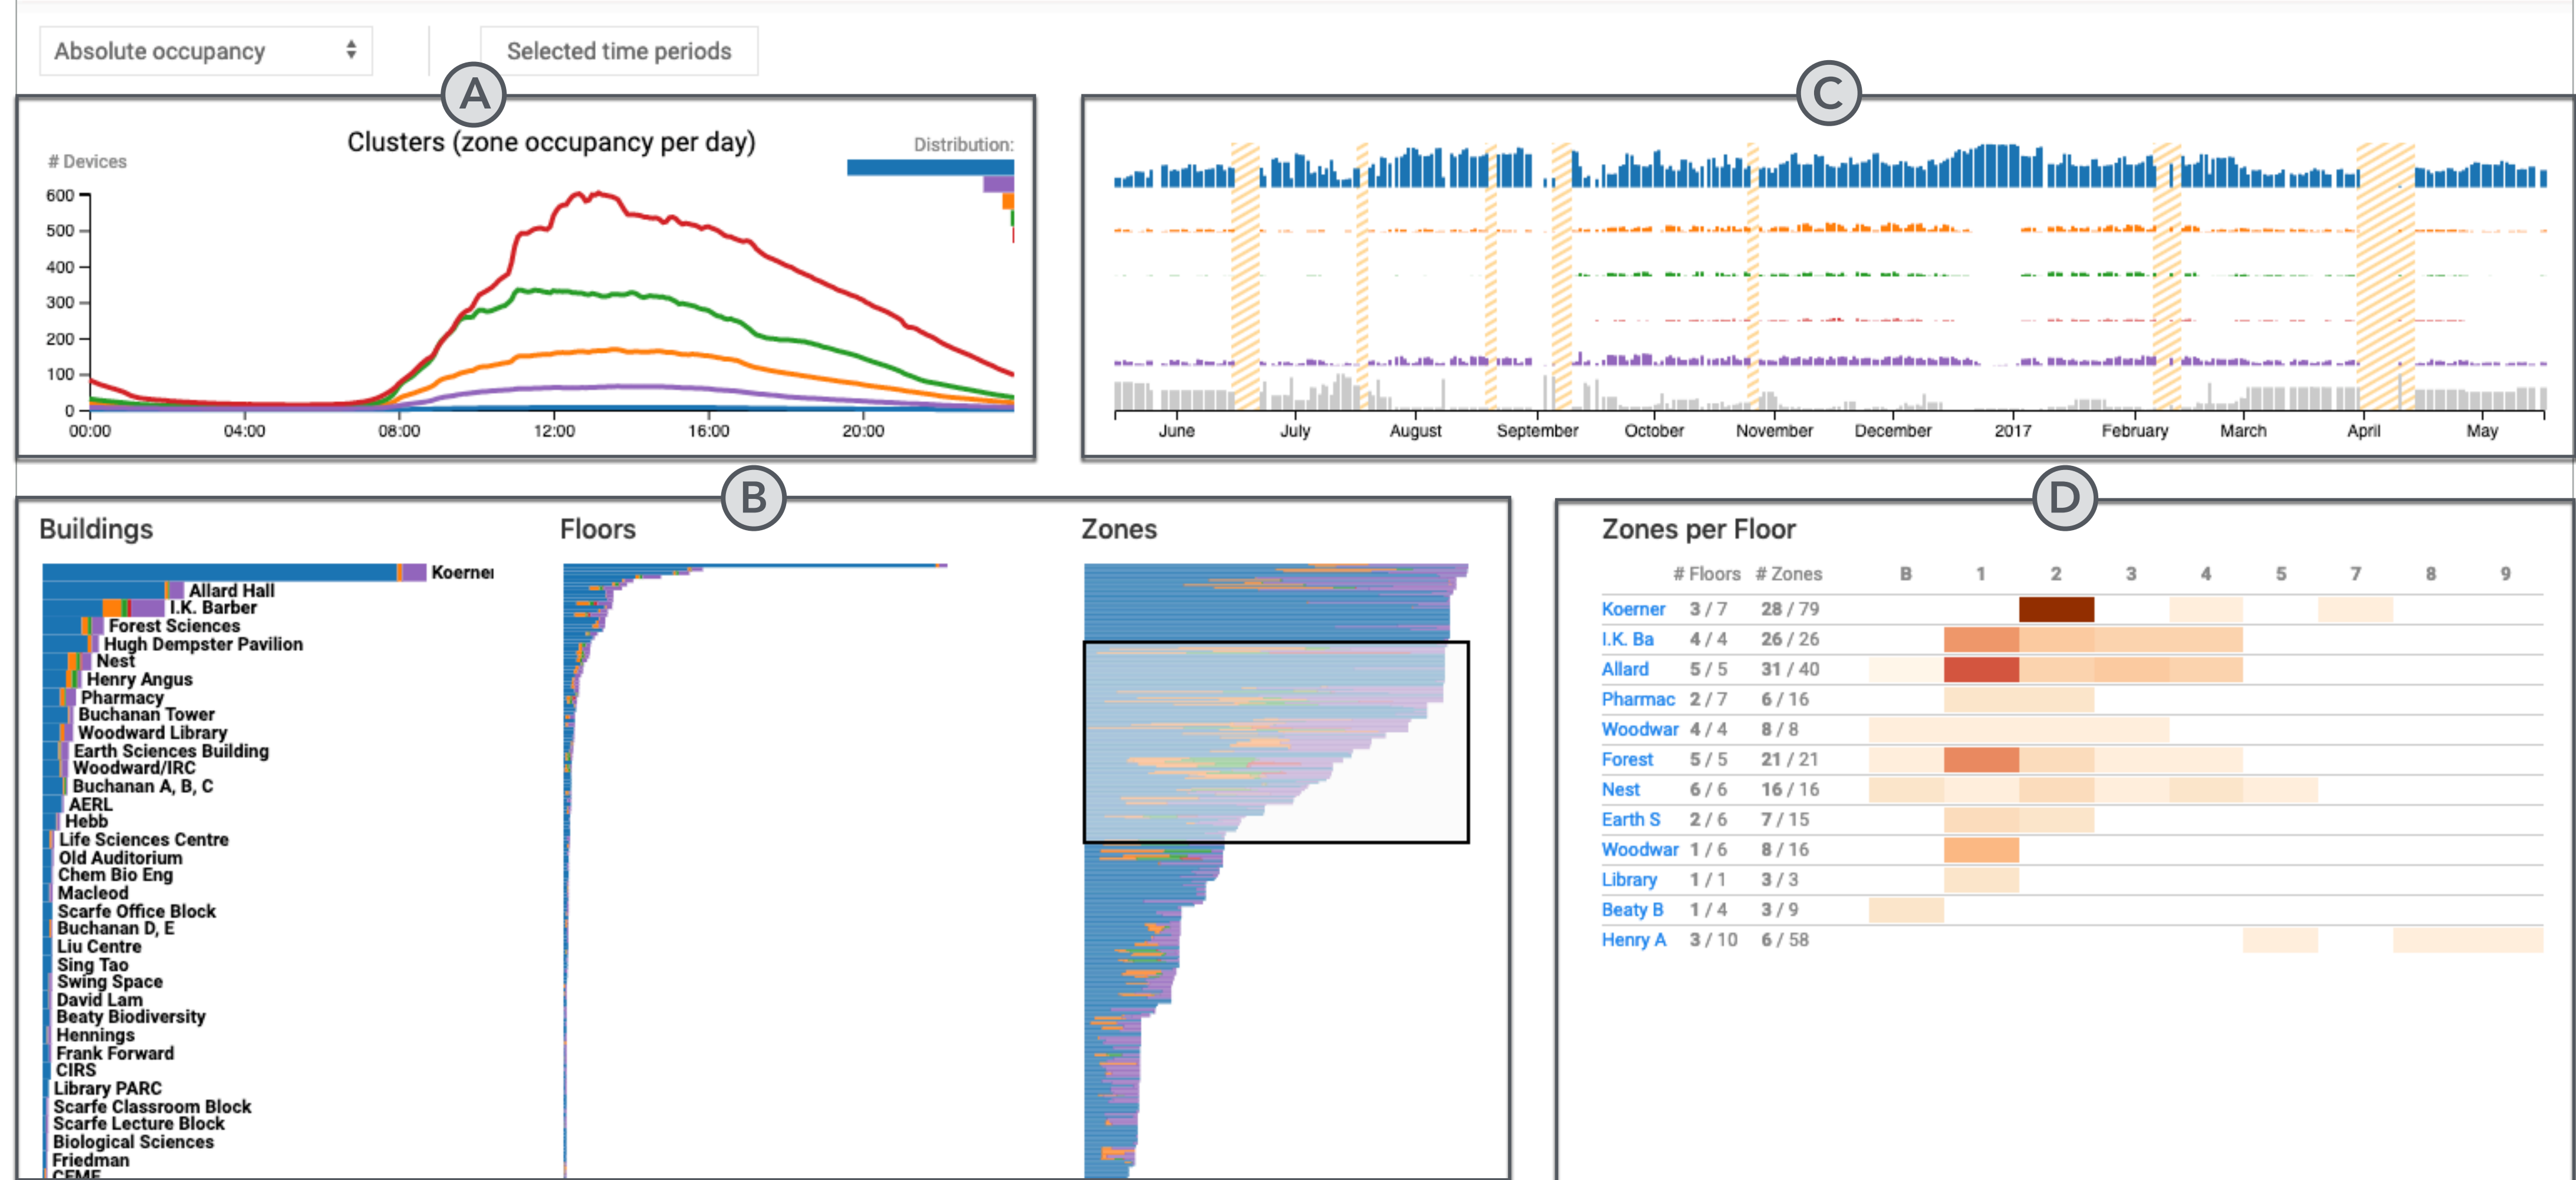 Absolute occupancy
Selected time periods
A
Clusters (zone occupancy per day)
# Devices
Distribution:
600
500
400
300
200
100
0
00:00 04:00 08:00 12:00 16:00 20:00
C
June July August September October November December 2017 February March April May
B
Buildings
Koerner
Allard Hall
I.K. Barber
Forest Sciences
Hugh Dempster Pavilion
Nest
Henry Angus
Pharmacy
Buchanan Tower
Woodward Library
Earth Sciences Building
Woodward/IRC
Buchanan A, B, C
AERL
Hebb
Life Sciences Centre
Old Auditorium
Chem Bio Eng
Macleod
Scarfe Office Block
Buchanan D, E
Liu Centre
Sing Tao
Swing Space
David Lam
Beaty Biodiversity
Hennings
Frank Forward
CIRS
Library PARC
Scarfe Classroom Block
Scarfe Lecture Block
Biological Sciences
Friedman
CEME
Floors
Zones
D
Zones per Floor
# Floors # Zones B 1 2 3 4 5 7 8 9
Koerner 3 / 7 28 / 79
I.K. Ba 4 / 4 26 / 26
Allard 5 / 5 31 / 40
Pharmac 2 / 7 6 / 16
Woodwar 4 / 4 8 / 8
Forest 5 / 5 21 / 21
Nest 6 / 6 16 / 16
Earth S 2 / 6 7 / 15
Woodwar 1 / 6 8 / 16
Library 1 / 1 3 / 3
Beaty B 1 / 4 3 / 9
Henry A 3 / 10 6 / 58